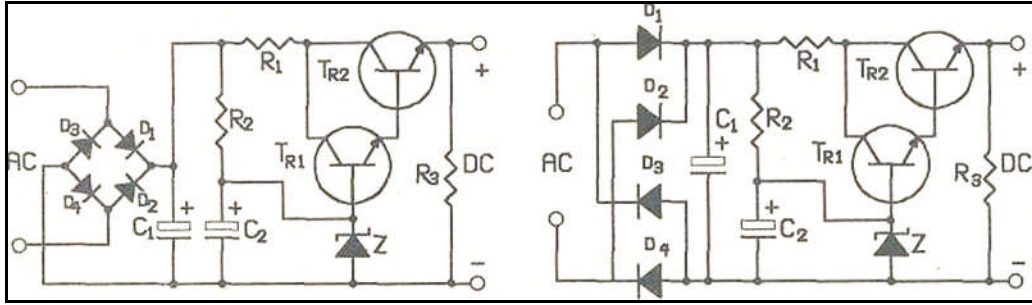 R1
TR2
+
R2
D3
D1
AC
TR1
R3
DC
D4
D2
+
C1
+
C2
Z
-
D1
R1
TR2
+
D2
C1
+
R2
AC
TR1
D3
R3
DC
+
C2
Z
D4
-